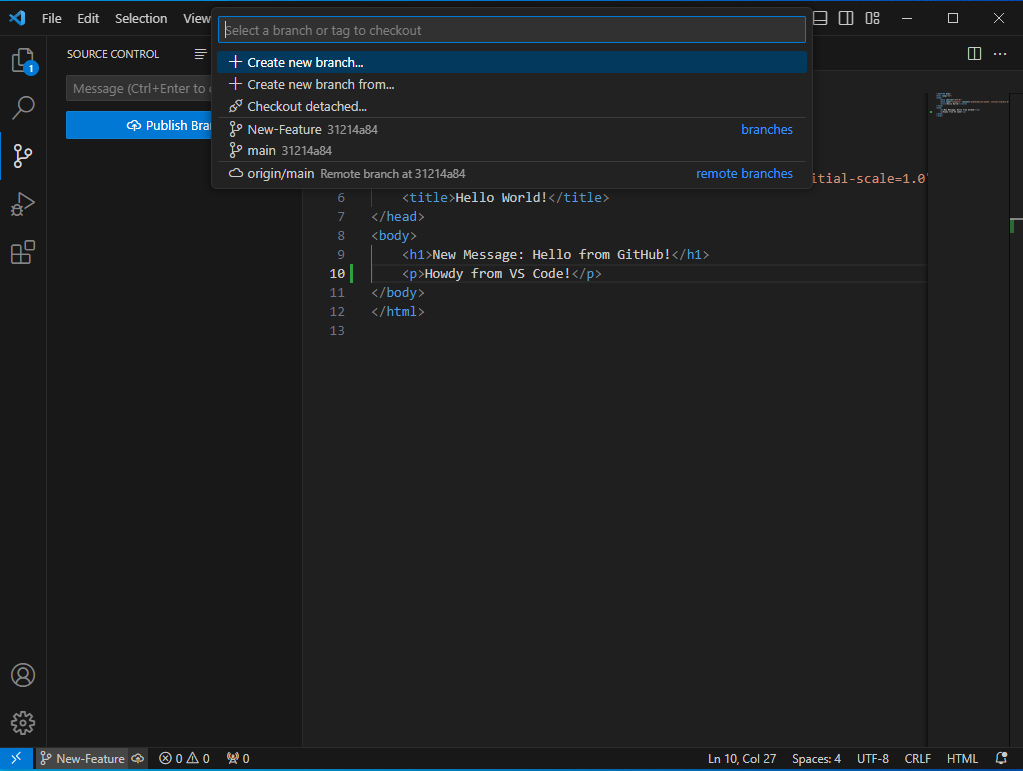 File Edit Selection View
Select a branch or tag to checkout
SOURCE CONTROL
Create new branch...
1
Create new branch from...
Message (Ctrl+Enter to
Checkout detached...
Publish Bra
New-Feature 31214a84 branches
main 31214a84
origin/main Remote branch at 31214a84 remote branches
itial-scale=1.0
6 <title>Hello World!</title>
7 </head>
8 <body>
9 <h1>New Message: Hello from GitHub!</h1>
10 <p>Howdy from VS Code!</p>
11 </body>
12 </html>
13
New-Feature 0 0 0 Ln 10, Col 27 Spaces: 4 UTF-8 CRLF HTML